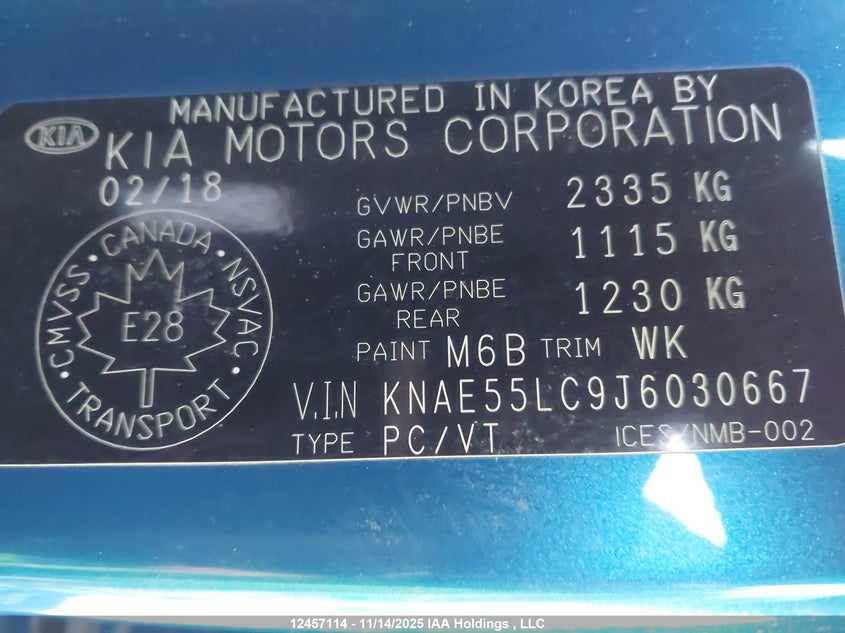 MANUFACTURED IN KOREA BY
KIA
KIA MOTORS CORPORATION
02/18
GVWR/PNBV 2335 KG
GAWR/PNBE FRONT 1115 KG
GAWR/PNBE REAR 1230 KG
PAINT M6B TRIM WK
V.I.N KNAE55LC9J6030667
TYPE PC/VT ICES/NMB-002
CMVSS · CANADA · NSVAC · TRANSPORT ·
E28
12457114 - 11/14/2025 IAA Holdings , LLC